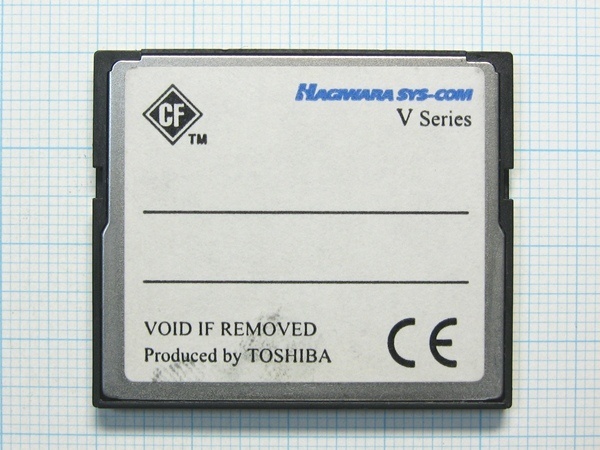 CF
TM
HAGIWARA SYS-COM
V Series
VOID IF REMOVED
Produced by TOSHIBA
CE